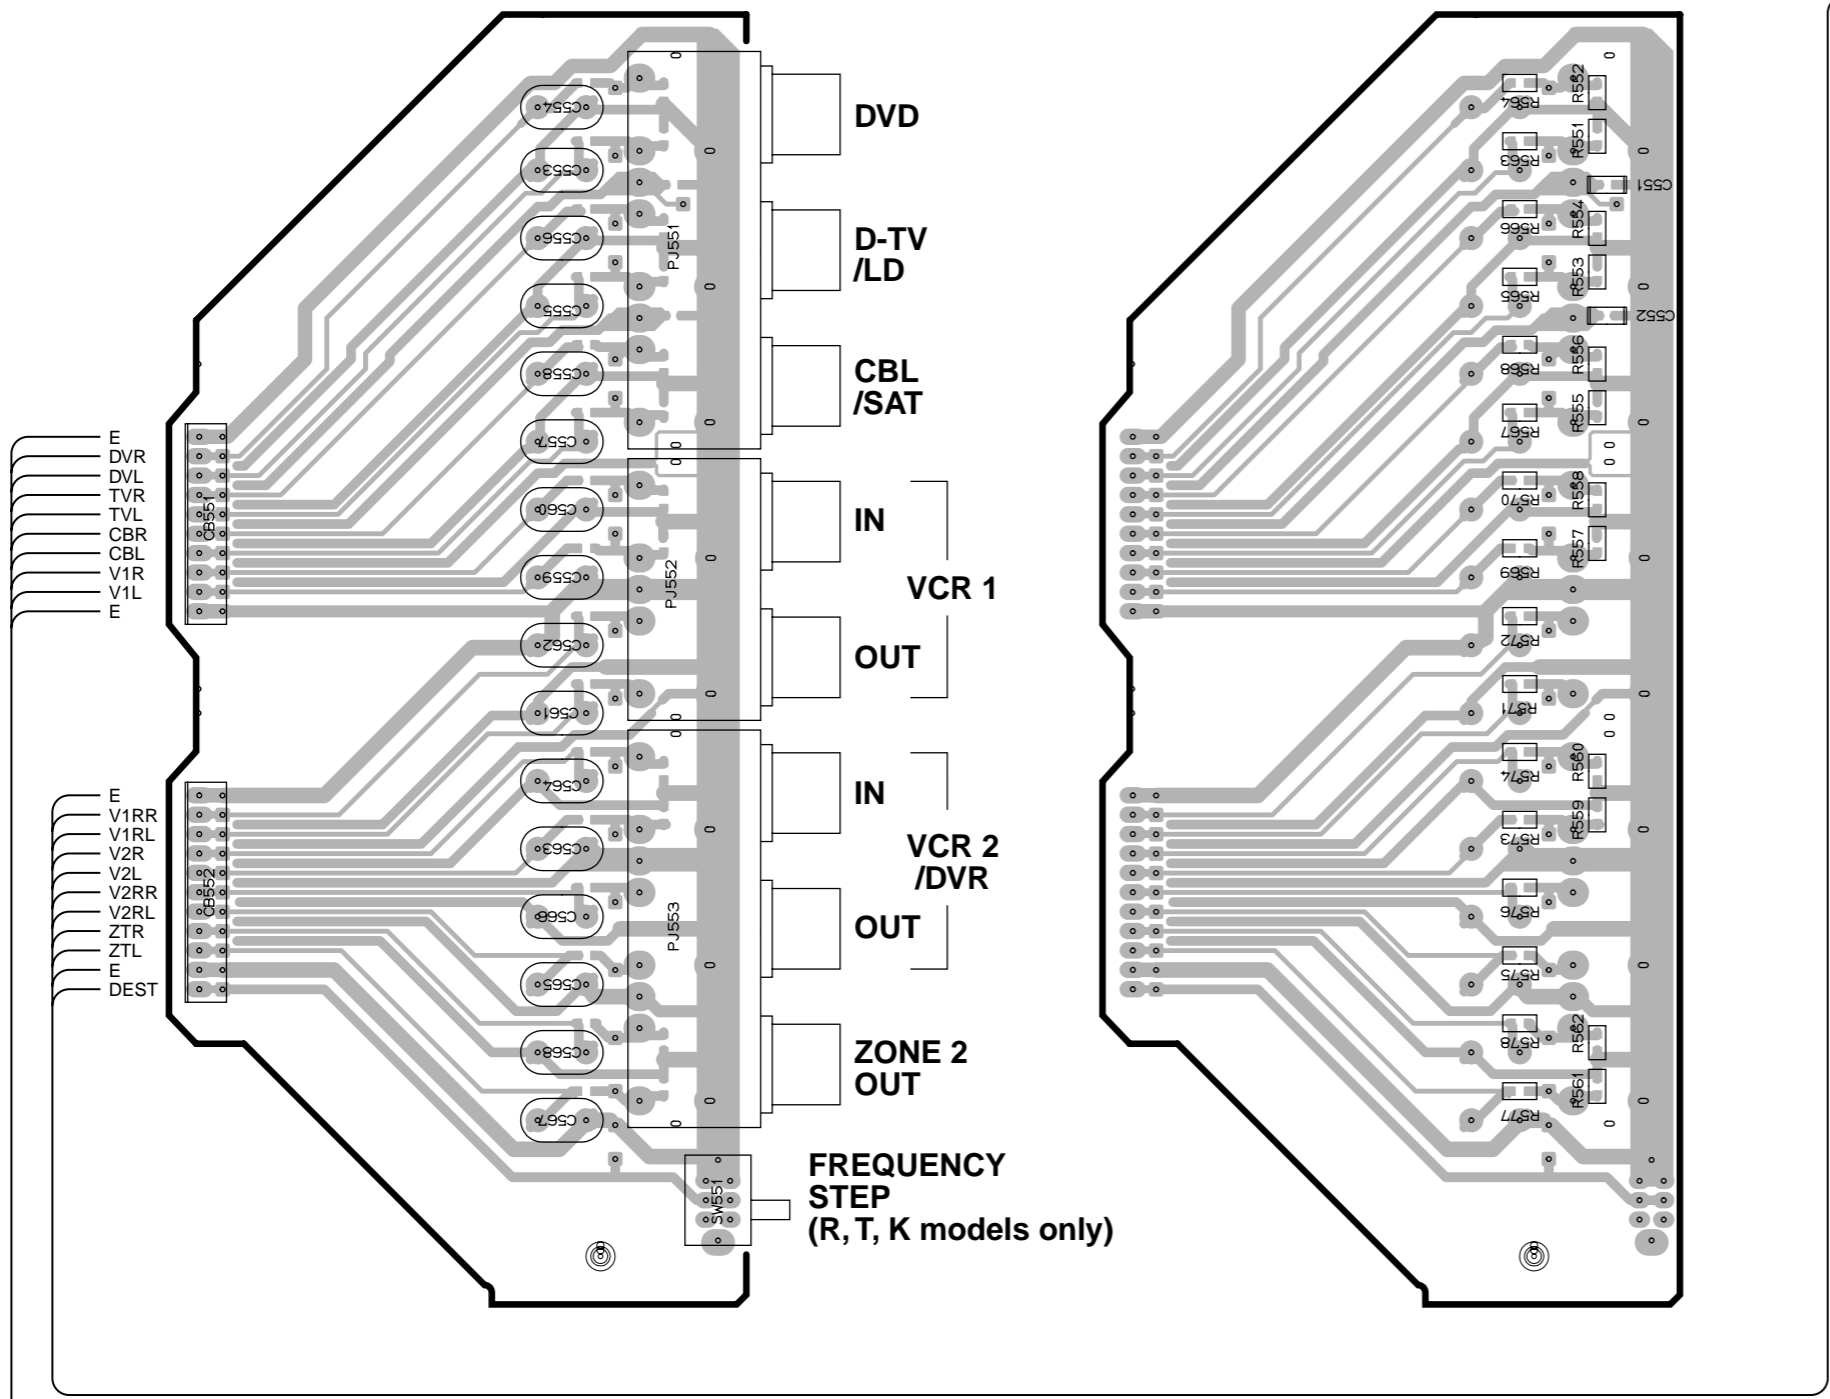 DVD
D-TV
/LD
CBL
/SAT
IN
VCR 1
OUT
IN
VCR 2
/DVR
OUT
ZONE 2
OUT
FREQUENCY
STEP
(R, T, K models only)
E
DVR
DVL
TVR
TVL
CBR
CBL
V1R
V1L
E
E
V1RR
V1RL
V2R
V2L
V2RR
V2RL
ZTR
ZTL
E
DEST
CB551
CB552
C554
C553
C556
C555
C558
C557
C560
C559
C562
C561
C564
C563
C566
C565
C568
C567
PJ551
PJ552
PJ553
SW551
R564
R552
R551
R563
C551
R554
R566
R553
R565
C552
R556
R568
R555
R567
R558
R570
R557
R569
R572
R571
R560
R574
R559
R573
R576
R575
R562
R578
R561
R577